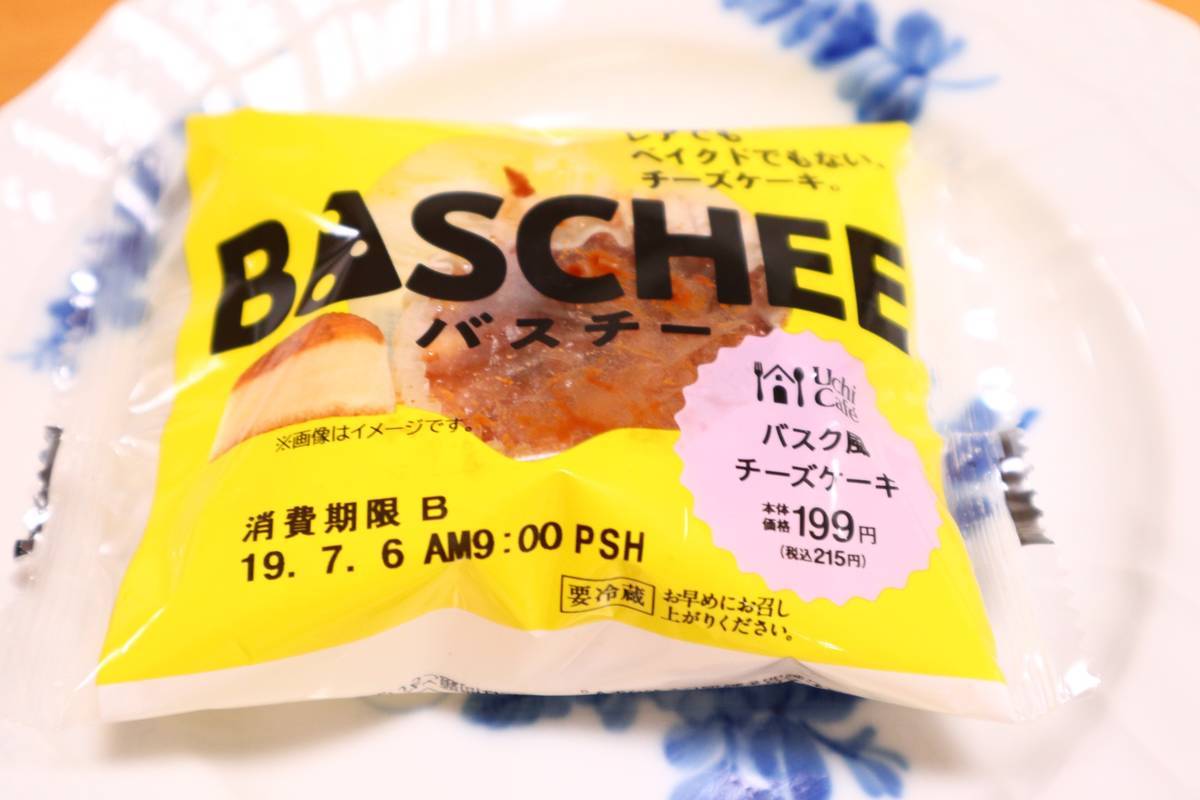 レアでも
ベイクドでもない、
チーズケーキ。
BASCHEE
バスチー
※画像はイメージです。
Uchi
Café
バスク風
チーズケーキ
本体
価格 199円
(税込215円)
消費期限 B
19. 7. 6 AM9:00 PSH
要冷蔵 お早めにお召し
上がりください。